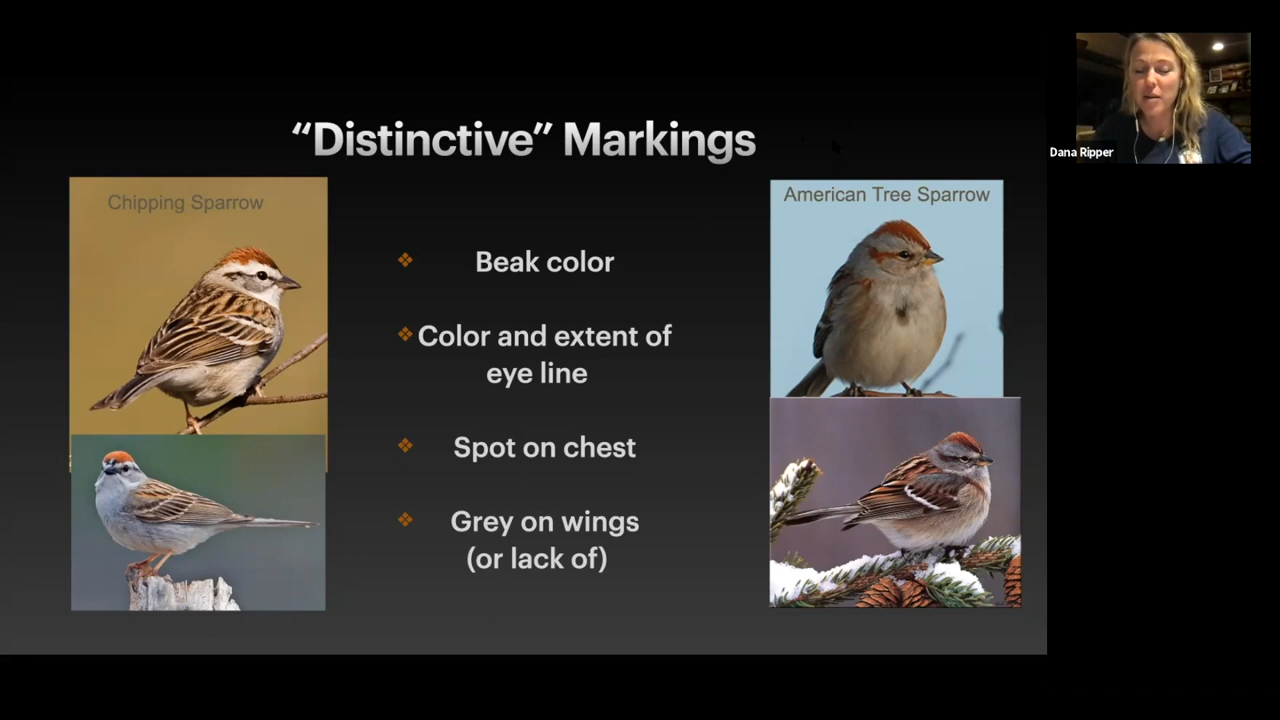 “Distinctive” Markings
Chipping Sparrow
American Tree Sparrow
❖ Beak color
❖ Color and extent of
eye line
❖ Spot on chest
❖ Grey on wings
(or lack of)
Dana Ripper